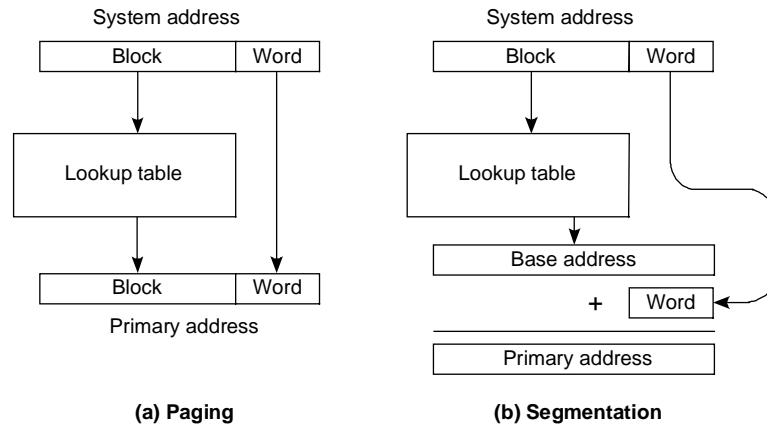 System address
Block Word
Lookup table
Block Word
Primary address
(a) Paging
System address
Block Word
Lookup table
Base address
+ Word
Primary address
(b) Segmentation